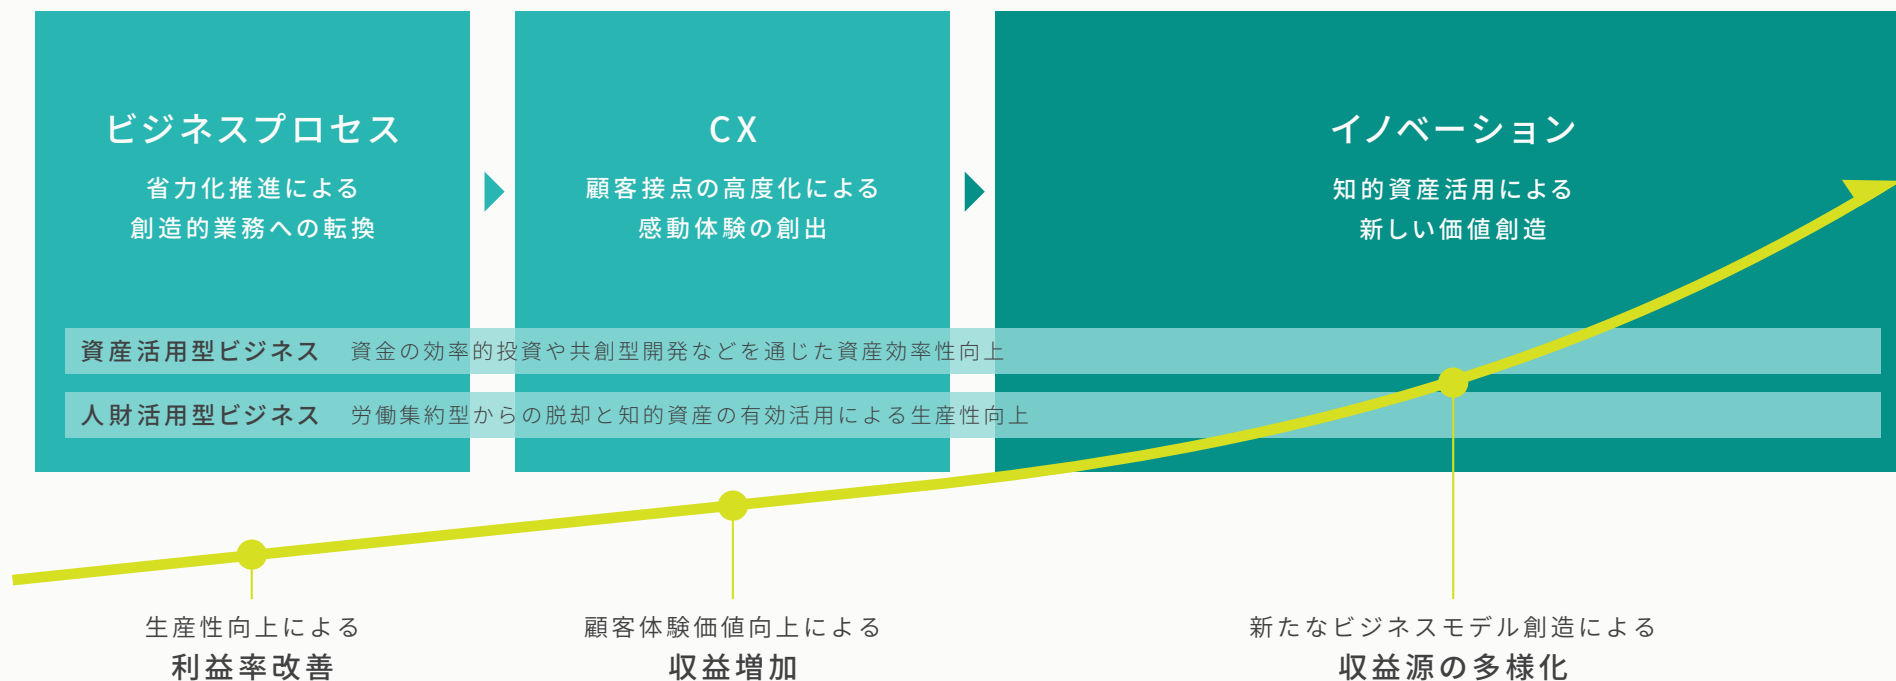 ビジネスプロセス
省力化推進による
創造的業務への転換
CX
顧客接点の高度化による
感動体験の創出
イノベーション
知的資産活用による
新しい価値創造
資産活用型ビジネス 資金の効率的投資や共創型開発などを通じた資産効率性向上
人財活用型ビジネス 労働集約型からの脱却と知的資産の有効活用による生産性向上
生産性向上による
利益率改善
顧客体験価値向上による
収益増加
新たなビジネスモデル創造による
収益源の多様化